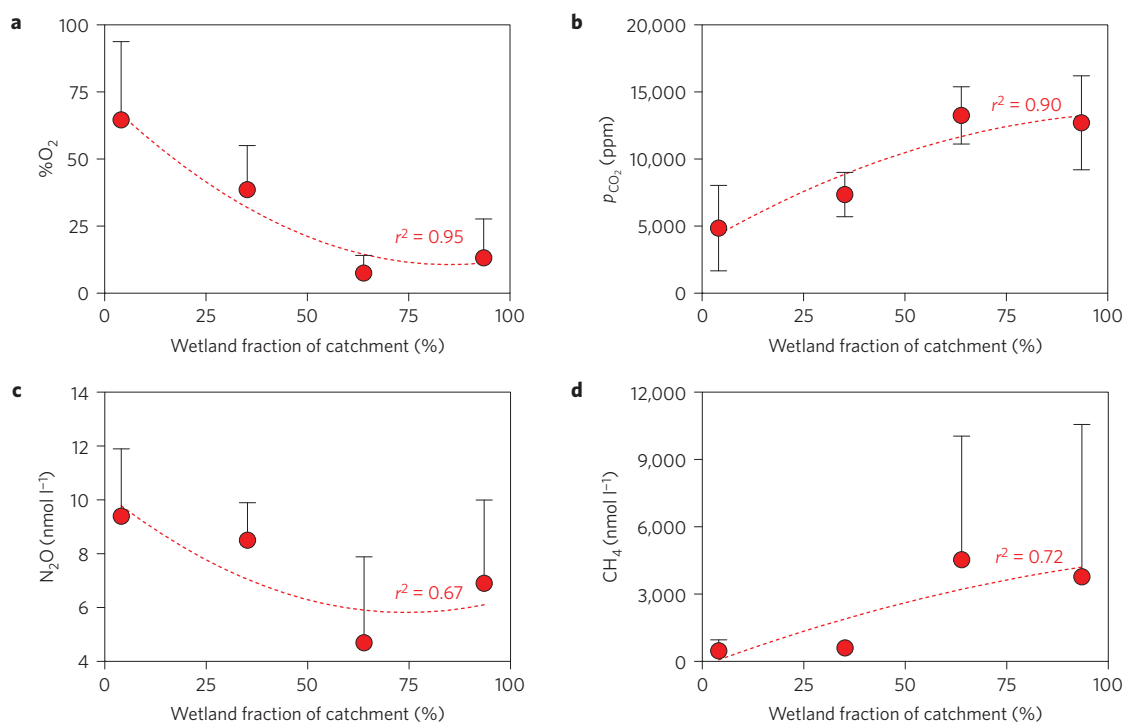 a
100
75
50
25
0
%O₂
r² = 0.95
0 25 50 75 100
Wetland fraction of catchment (%)
b
20,000
15,000
10,000
5,000
0
pCO₂ (ppm)
r² = 0.90
0 25 50 75 100
Wetland fraction of catchment (%)
c
14
12
10
8
6
4
N₂O (nmol l⁻¹)
r² = 0.67
0 25 50 75 100
Wetland fraction of catchment (%)
d
12,000
9,000
6,000
3,000
0
CH₄ (nmol l⁻¹)
r² = 0.72
0 25 50 75 100
Wetland fraction of catchment (%)